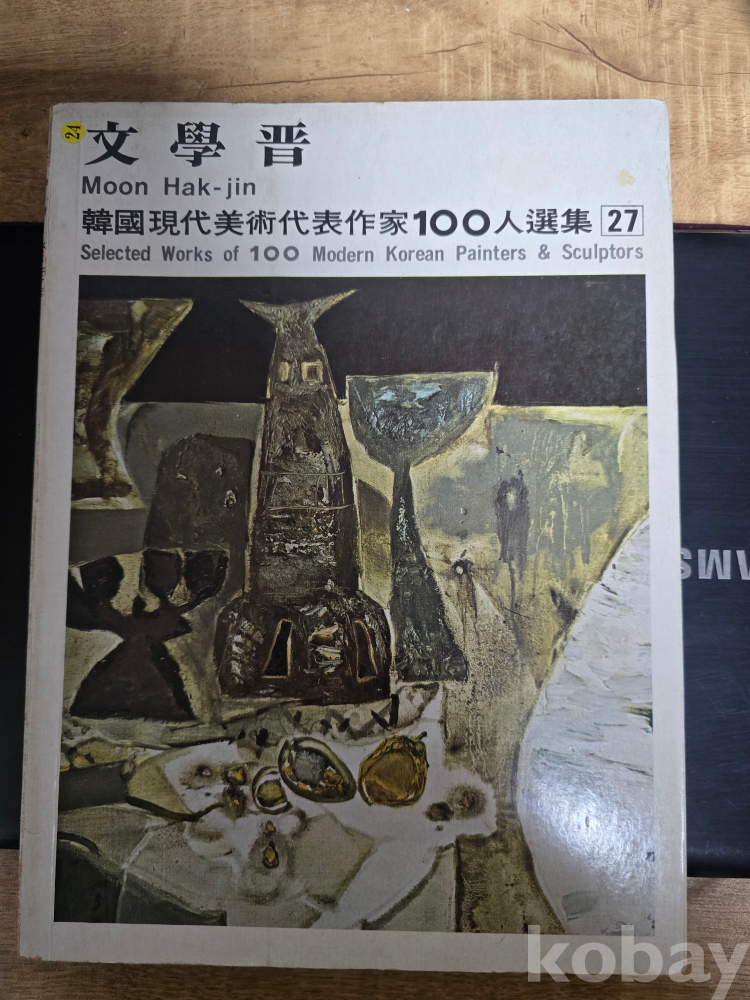 24
文學晋
Moon Hak-jin
韓國現代美術代表作家100人選集 27
Selected Works of 100 Modern Korean Painters & Sculptors
kobay